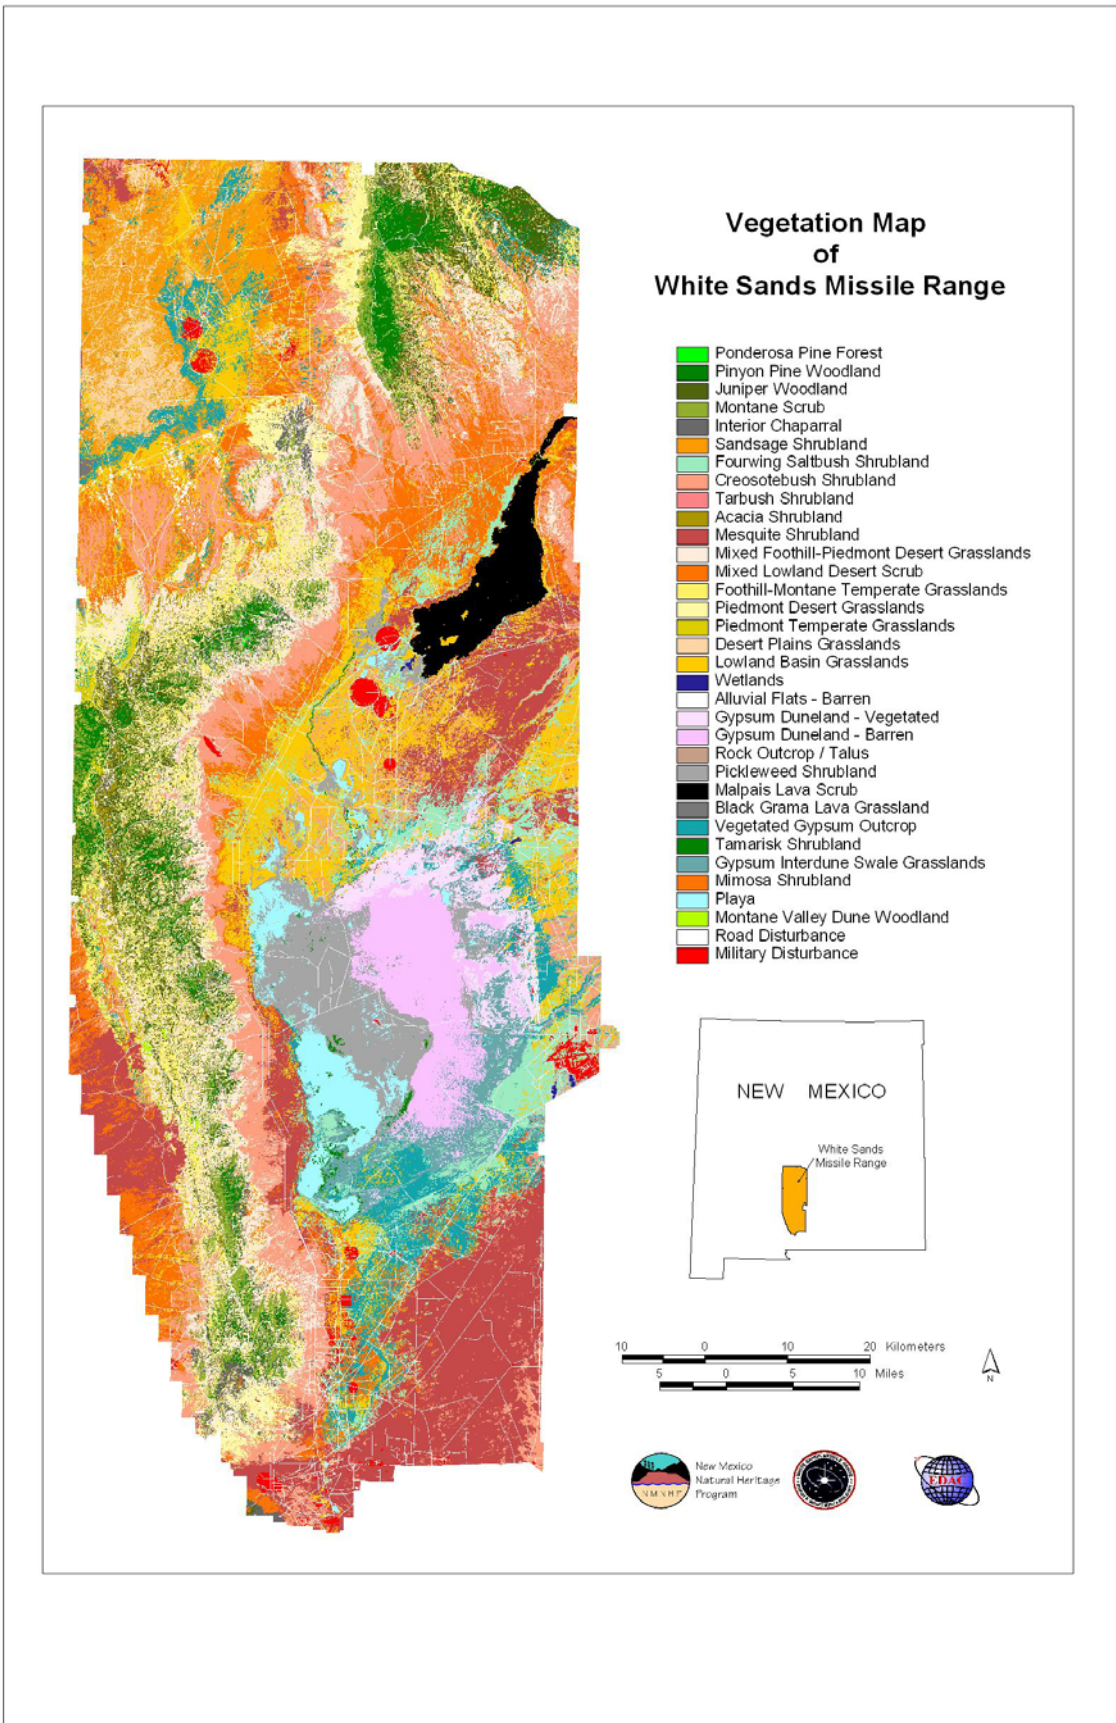 Vegetation Map
of
White Sands Missile Range
Ponderosa Pine Forest
Pinyon Pine Woodland
Juniper Woodland
Montane Scrub
Interior Chaparral
Sandsage Shrubland
Fourwing Saltbush Shrubland
Creosotebush Shrubland
Tarbush Shrubland
Acacia Shrubland
Mesquite Shrubland
Mixed Foothill-Piedmont Desert Grasslands
Mixed Lowland Desert Scrub
Foothill-Montane Temperate Grasslands
Piedmont Desert Grasslands
Piedmont Temperate Grasslands
Desert Plains Grasslands
Lowland Basin Grasslands
Wetlands
Alluvial Flats - Barren
Gypsum Duneland - Vegetated
Gypsum Duneland - Barren
Rock Outcrop / Talus
Pickleweed Shrubland
Malpais Lava Scrub
Black Grama Lava Grassland
Vegetated Gypsum Outcrop
Tamarisk Shrubland
Gypsum Interdune Swale Grasslands
Mimosa Shrubland
Playa
Montane Valley Dune Woodland
Road Disturbance
Military Disturbance
NEW MEXICO
White Sands
Missile Range
10 0 10 20 Kilometers
5 0 5 10 Miles
N
New Mexico
Natural Heritage
Program
NMNHP
EDAC